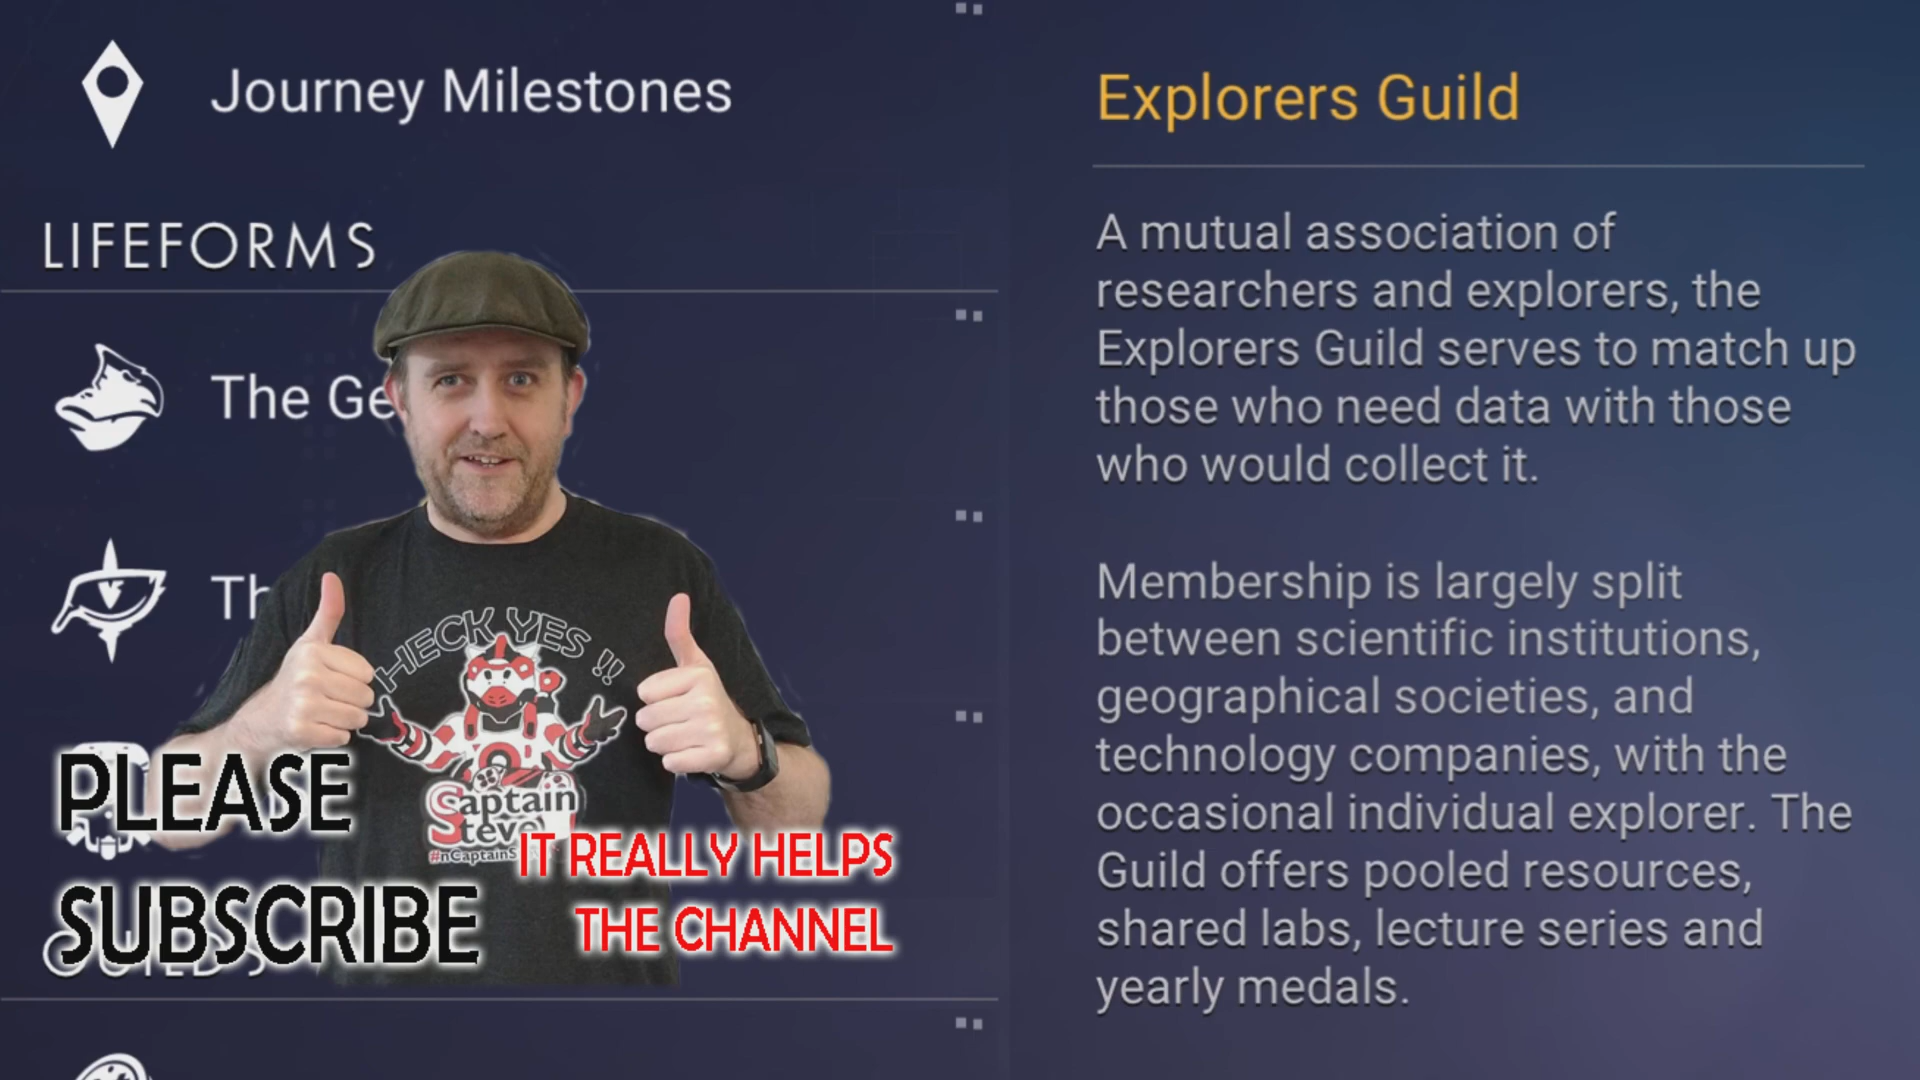 Journey Milestones
LIFEFORMS
The Ge
Th
GUILDS
Explorers Guild
A mutual association of
researchers and explorers, the
Explorers Guild serves to match up
those who need data with those
who would collect it.
Membership is largely split
between scientific institutions,
geographical societies, and
technology companies, with the
occasional individual explorer. The
Guild offers pooled resources,
shared labs, lecture series and
yearly medals.
HECK YES !!
Captain
Steve
#nCaptainS
PLEASE
SUBSCRIBE
IT REALLY HELPS
THE CHANNEL